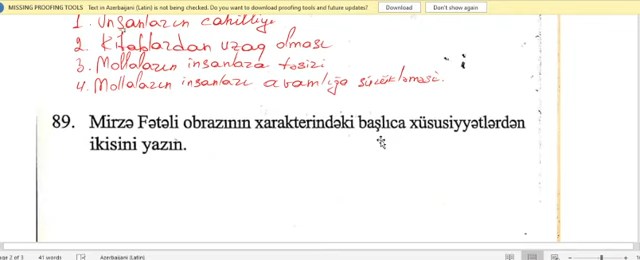 MISSING PROOFING TOOLS Text in Azerbaijani (Latin) is not being checked. Do you want to download proofing tools and future updates? Download Don't show again
1. İnsanların cahilliyi
2. Kitablardan uzaq olması
3. Mollaların insanlara təsiri
4. Mollaların insanları avamlığa sürükləməsi.
89. Mirzə Fətəli obrazının xarakterindəki başlıca xüsusiyyətlərdən
ikisini yazın.
age 2 of 3 41 words Azerbaijani (Latin)